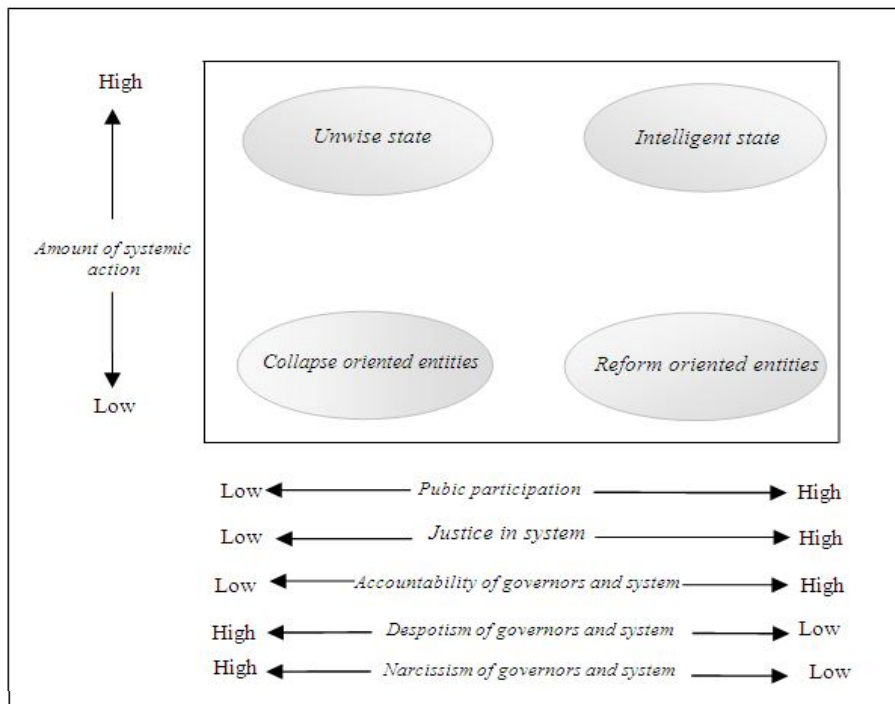 High
Unwise state
Intelligent state
Amount of systemic
action
Collapse oriented entities
Reform oriented entities
Low
Low Pubic participation High
Low Justice in system High
Low Accountability of governors and system High
High Despotism of governors and system Low
High Narcissism of governors and system Low